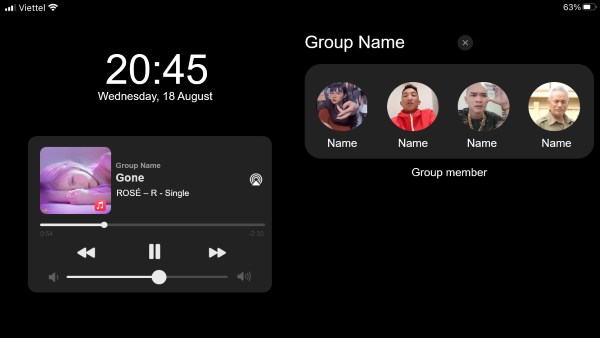 Viettel
63%
20:45
Wednesday, 18 August
Group Name
Gone
ROSÉ – R - Single
0:54
-2:33
Group Name
Name
Name
Name
Name
Group member